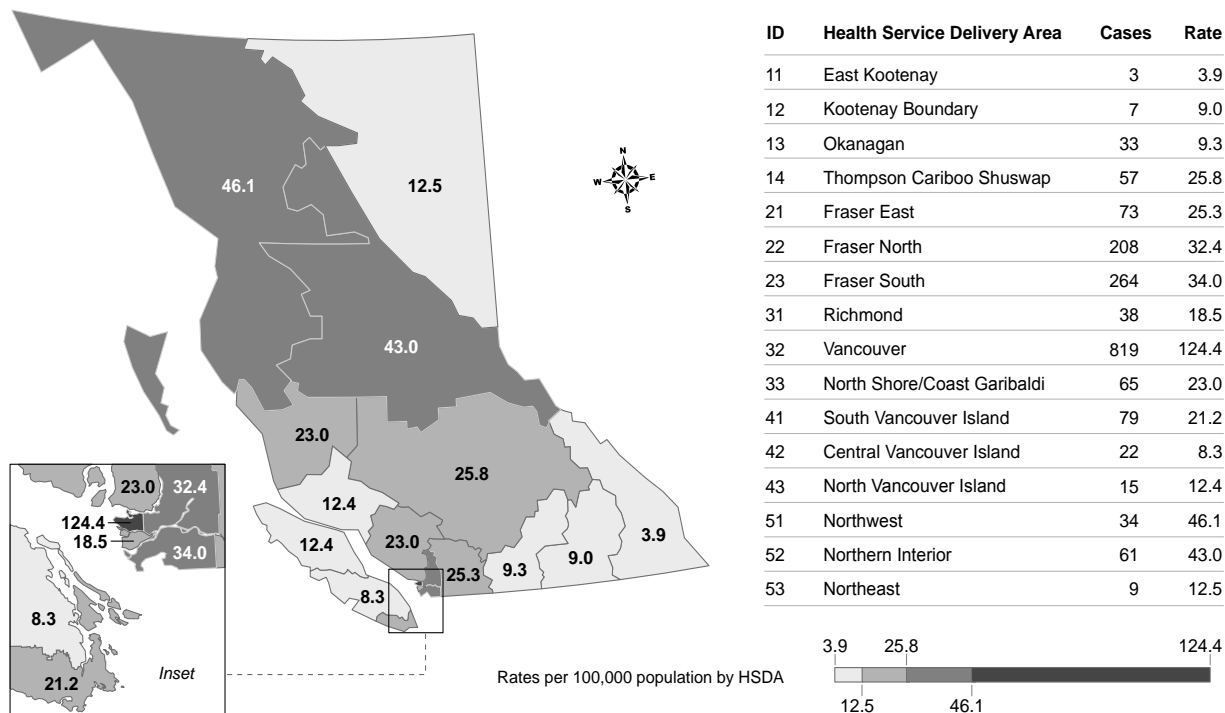 46.1
12.5
N
W E
S
43.0
23.0
25.8
12.4
12.4
23.0
25.3
9.3
9.0
3.9
8.3
23.0
32.4
124.4
18.5
34.0
8.3
21.2
Inset
ID Health Service Delivery Area Cases Rate
11 East Kootenay 3 3.9
12 Kootenay Boundary 7 9.0
13 Okanagan 33 9.3
14 Thompson Cariboo Shuswap 57 25.8
21 Fraser East 73 25.3
22 Fraser North 208 32.4
23 Fraser South 264 34.0
31 Richmond 38 18.5
32 Vancouver 819 124.4
33 North Shore/Coast Garibaldi 65 23.0
41 South Vancouver Island 79 21.2
42 Central Vancouver Island 22 8.3
43 North Vancouver Island 15 12.4
51 Northwest 34 46.1
52 Northern Interior 61 43.0
53 Northeast 9 12.5
Rates per 100,000 population by HSDA
3.9 25.8 124.4
12.5 46.1